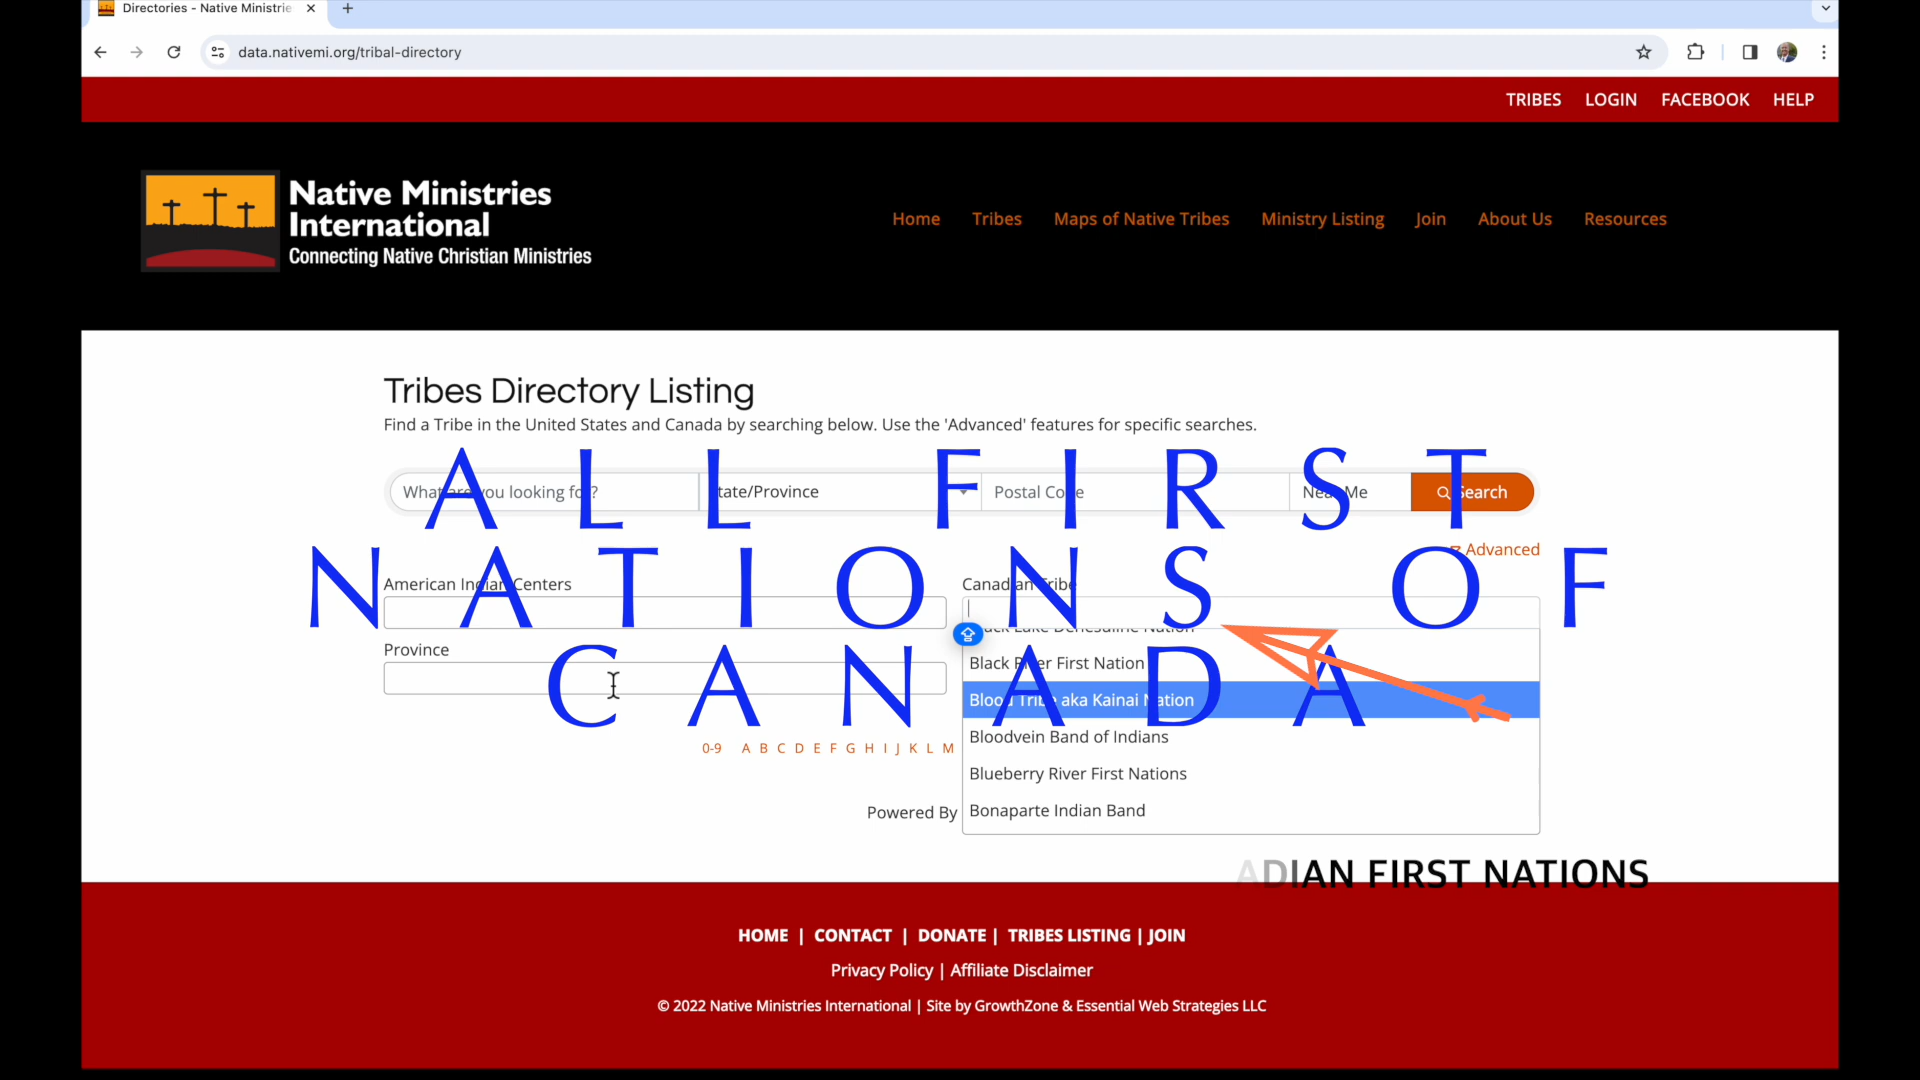 Directories - Native Ministrie
data.nativemi.org/tribal-directory
TRIBES LOGIN FACEBOOK HELP
Native Ministries
International
Connecting Native Christian Ministries
Home Tribes Maps of Native Tribes Ministry Listing Join About Us Resources
Tribes Directory Listing
Find a Tribe in the United States and Canada by searching below. Use the 'Advanced' features for specific searches.
ALL FIRST
NATIONS OF
CANADA
What are you looking for? State/Province Postal Code Near Me Search
Advanced
American Indian Centers
Canadian Tribe
Province
Black Lake Denesuline Nation
Black River First Nation
Blood Tribe aka Kainai Nation
Bloodvein Band of Indians
Blueberry River First Nations
Bonaparte Indian Band
0-9 A B C D E F G H I J K L M
Powered By
ADIAN FIRST NATIONS
HOME | CONTACT | DONATE | TRIBES LISTING | JOIN
Privacy Policy | Affiliate Disclaimer
© 2022 Native Ministries International | Site by GrowthZone & Essential Web Strategies LLC